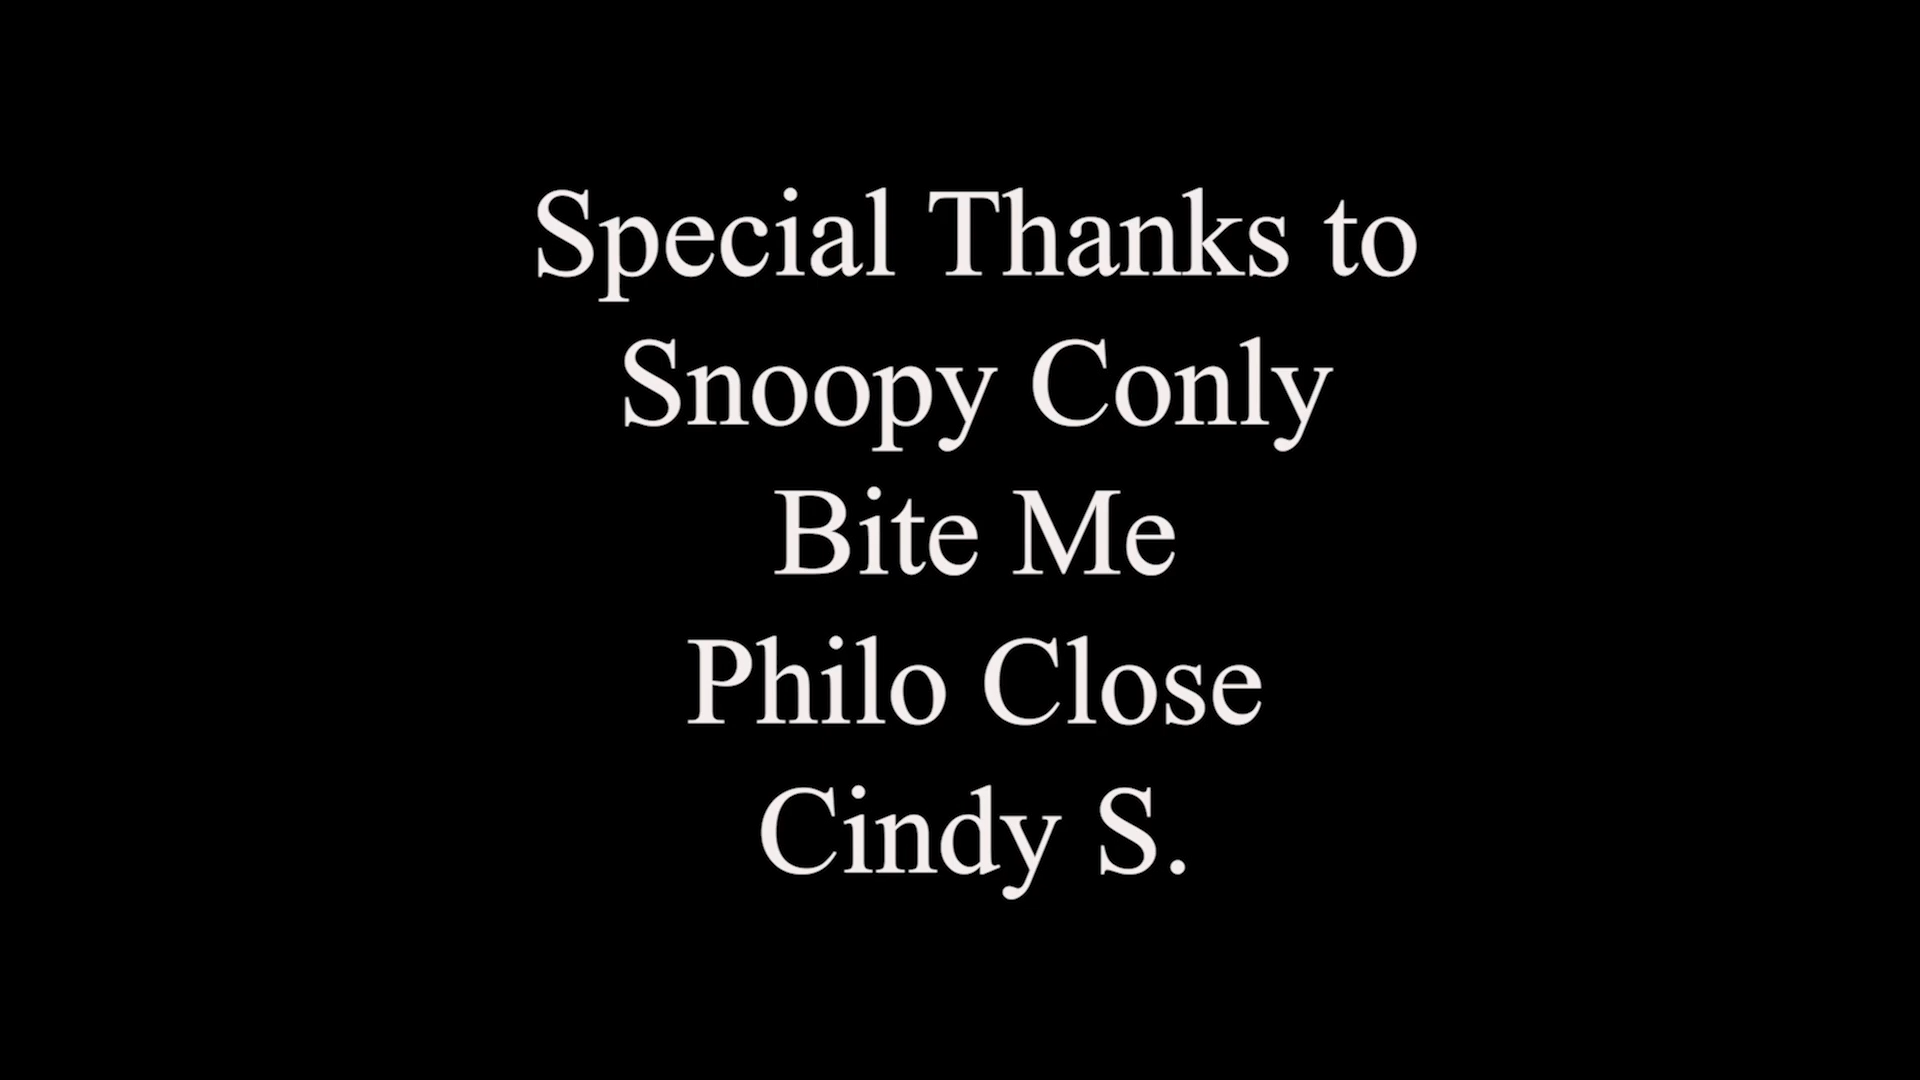 Special Thanks to
Snoopy Conly
Bite Me
Philo Close
Cindy S.